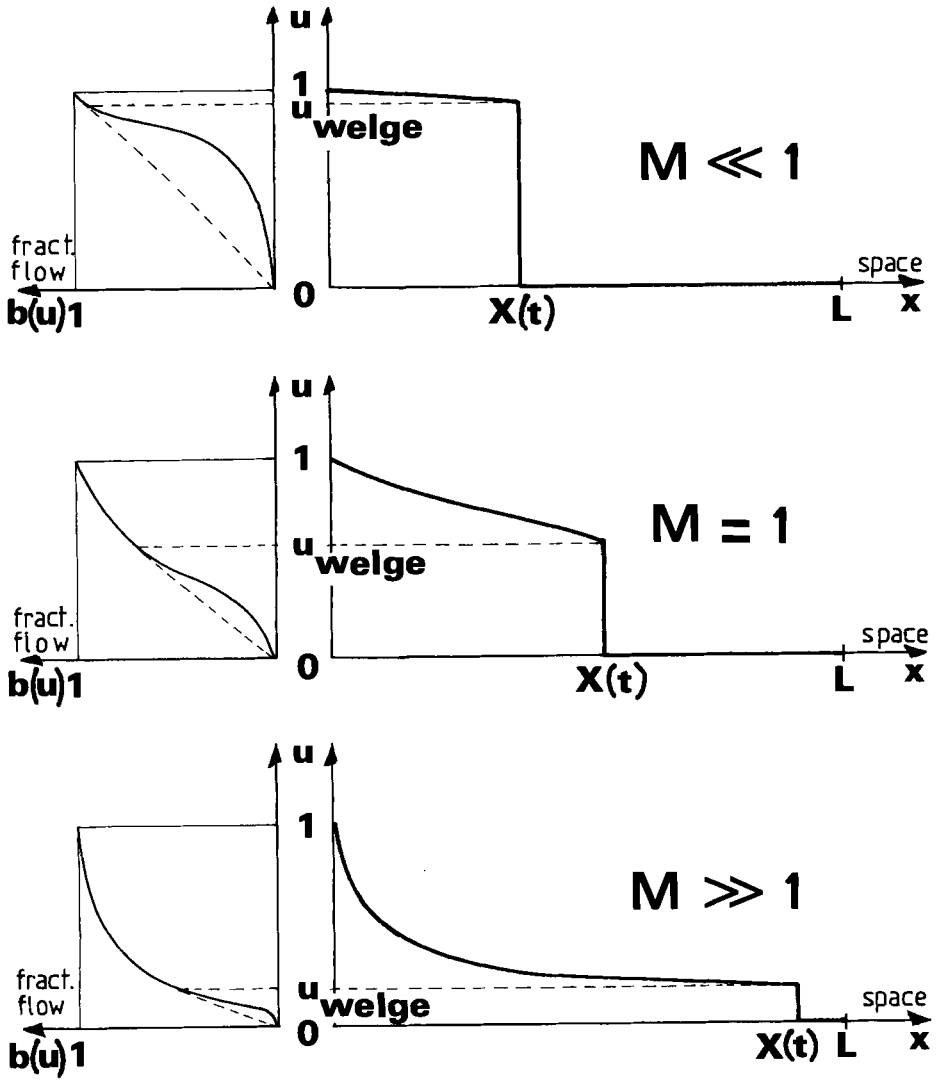 u
1
u welge
M ≪ 1
fract. flow
b(u) 1
0
X(t)
space
L
x
u
1
u welge
M = 1
fract. flow
b(u) 1
0
X(t)
space
L
x
u
1
u welge
M ≫ 1
fract. flow
b(u) 1
0
X(t)
space
L
x